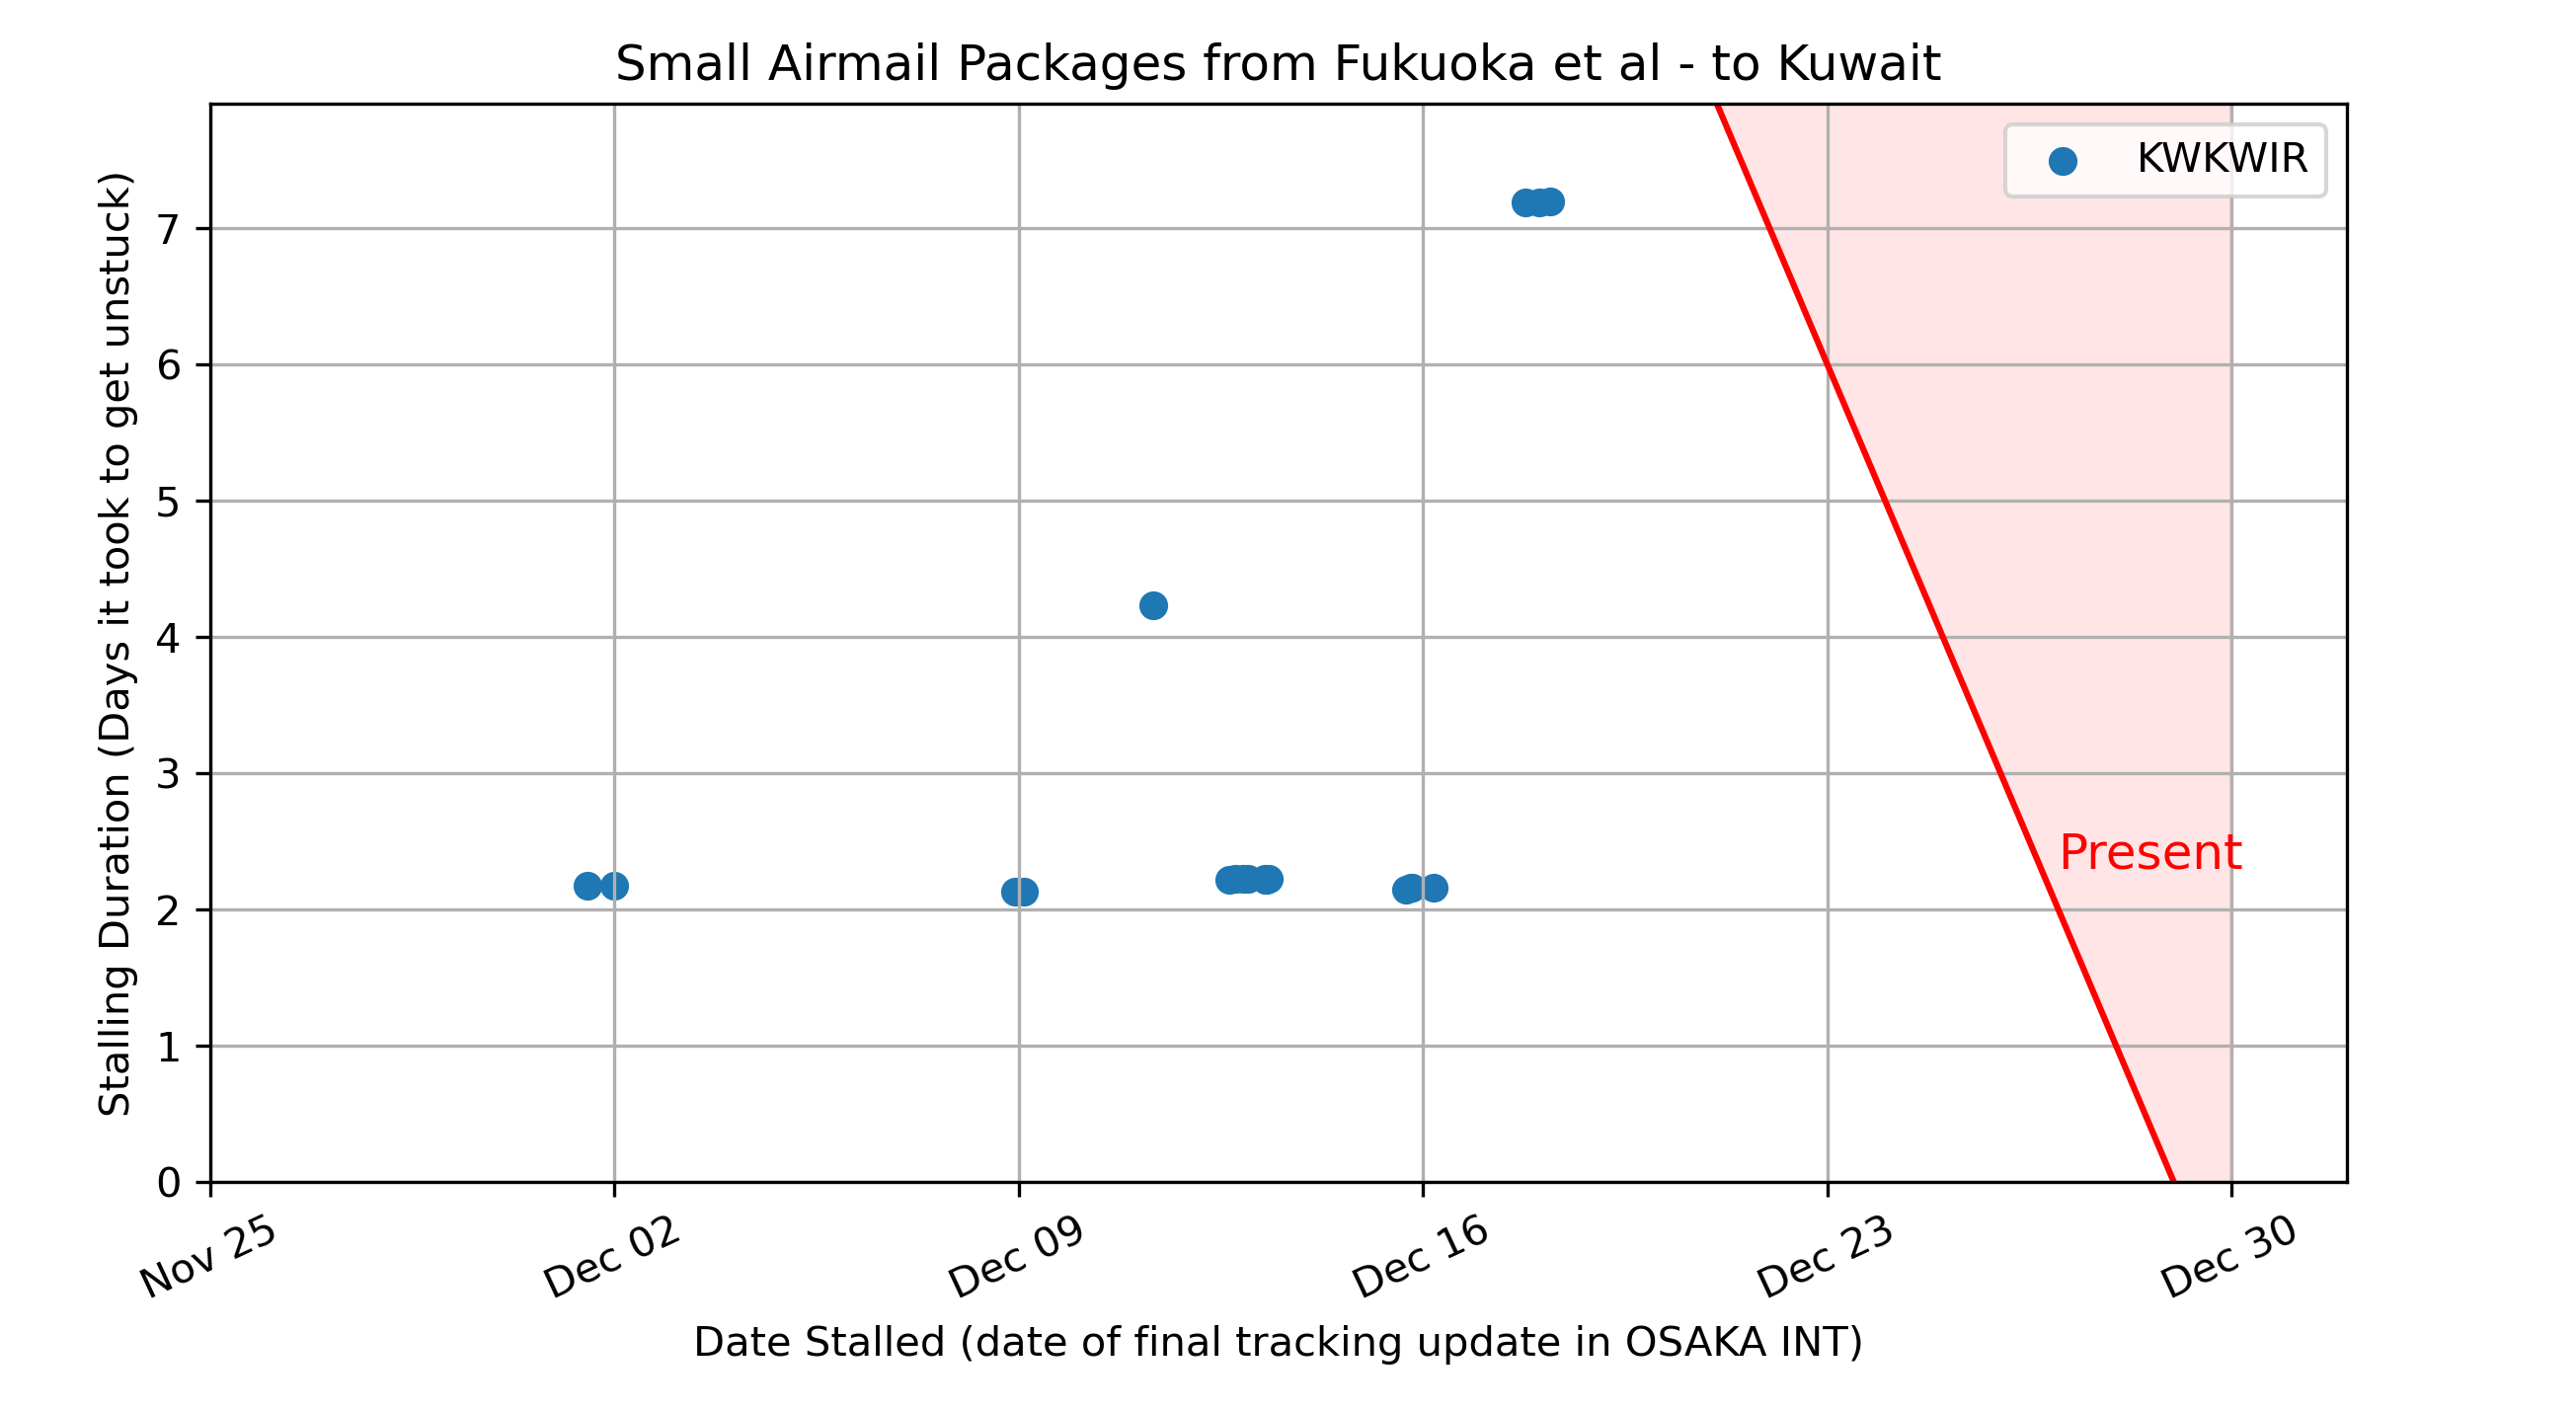 Small Airmail Packages from Fukuoka et al - to Kuwait
KWKWIR
Stalling Duration (Days it took to get unstuck)
7
6
5
4
3
2
1
0
Present
Nov 25
Dec 02
Dec 09
Dec 16
Dec 23
Dec 30
Date Stalled (date of final tracking update in OSAKA INT)